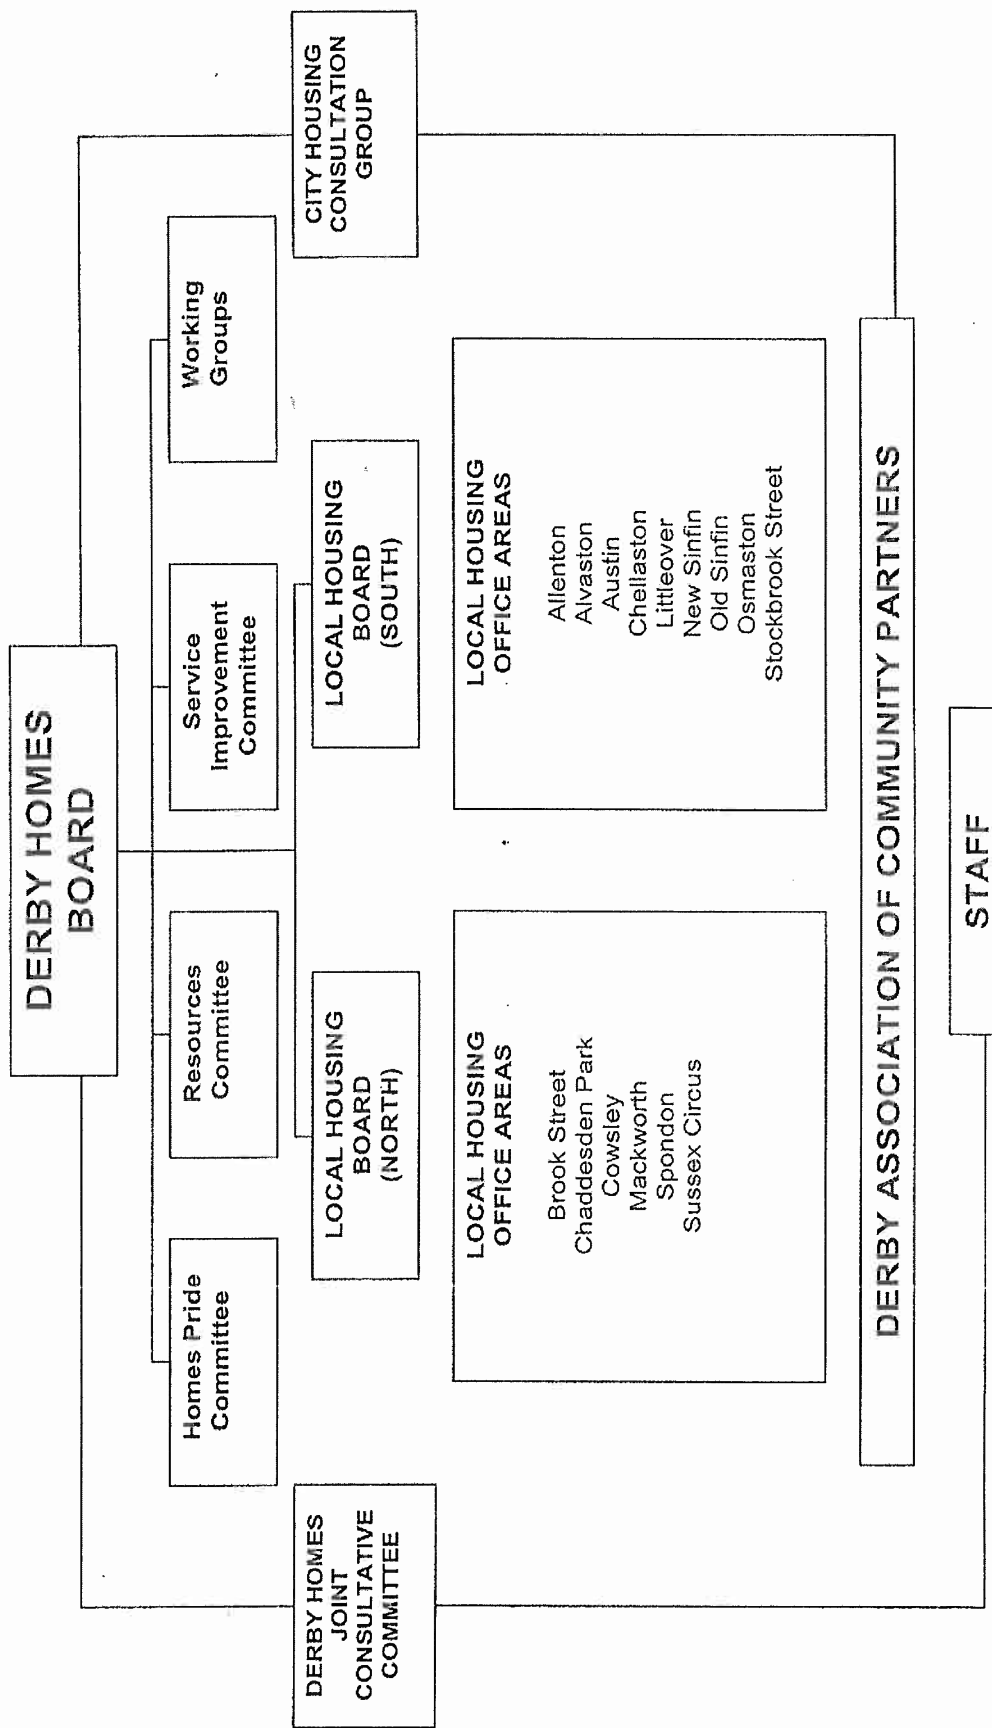 DERBY HOMES
BOARD
Homes Pride
Committee
Resources
Committee
Service
Improvement
Committee
Working
Groups
DERBY HOMES
JOINT
CONSULTATIVE
COMMITTEE
LOCAL HOUSING
BOARD
(NORTH)
LOCAL HOUSING
BOARD
(SOUTH)
CITY HOUSING
CONSULTATION
GROUP
LOCAL HOUSING
OFFICE AREAS
Brook Street
Chaddesden Park
Cowsley
Mackworth
Spondon
Sussex Circus
LOCAL HOUSING
OFFICE AREAS
Allenton
Alvaston
Austin
Chellaston
Littleover
New Sinfin
Old Sinfin
Osmaston
Stockbrook Street
DERBY ASSOCIATION OF COMMUNITY PARTNERS
STAFF